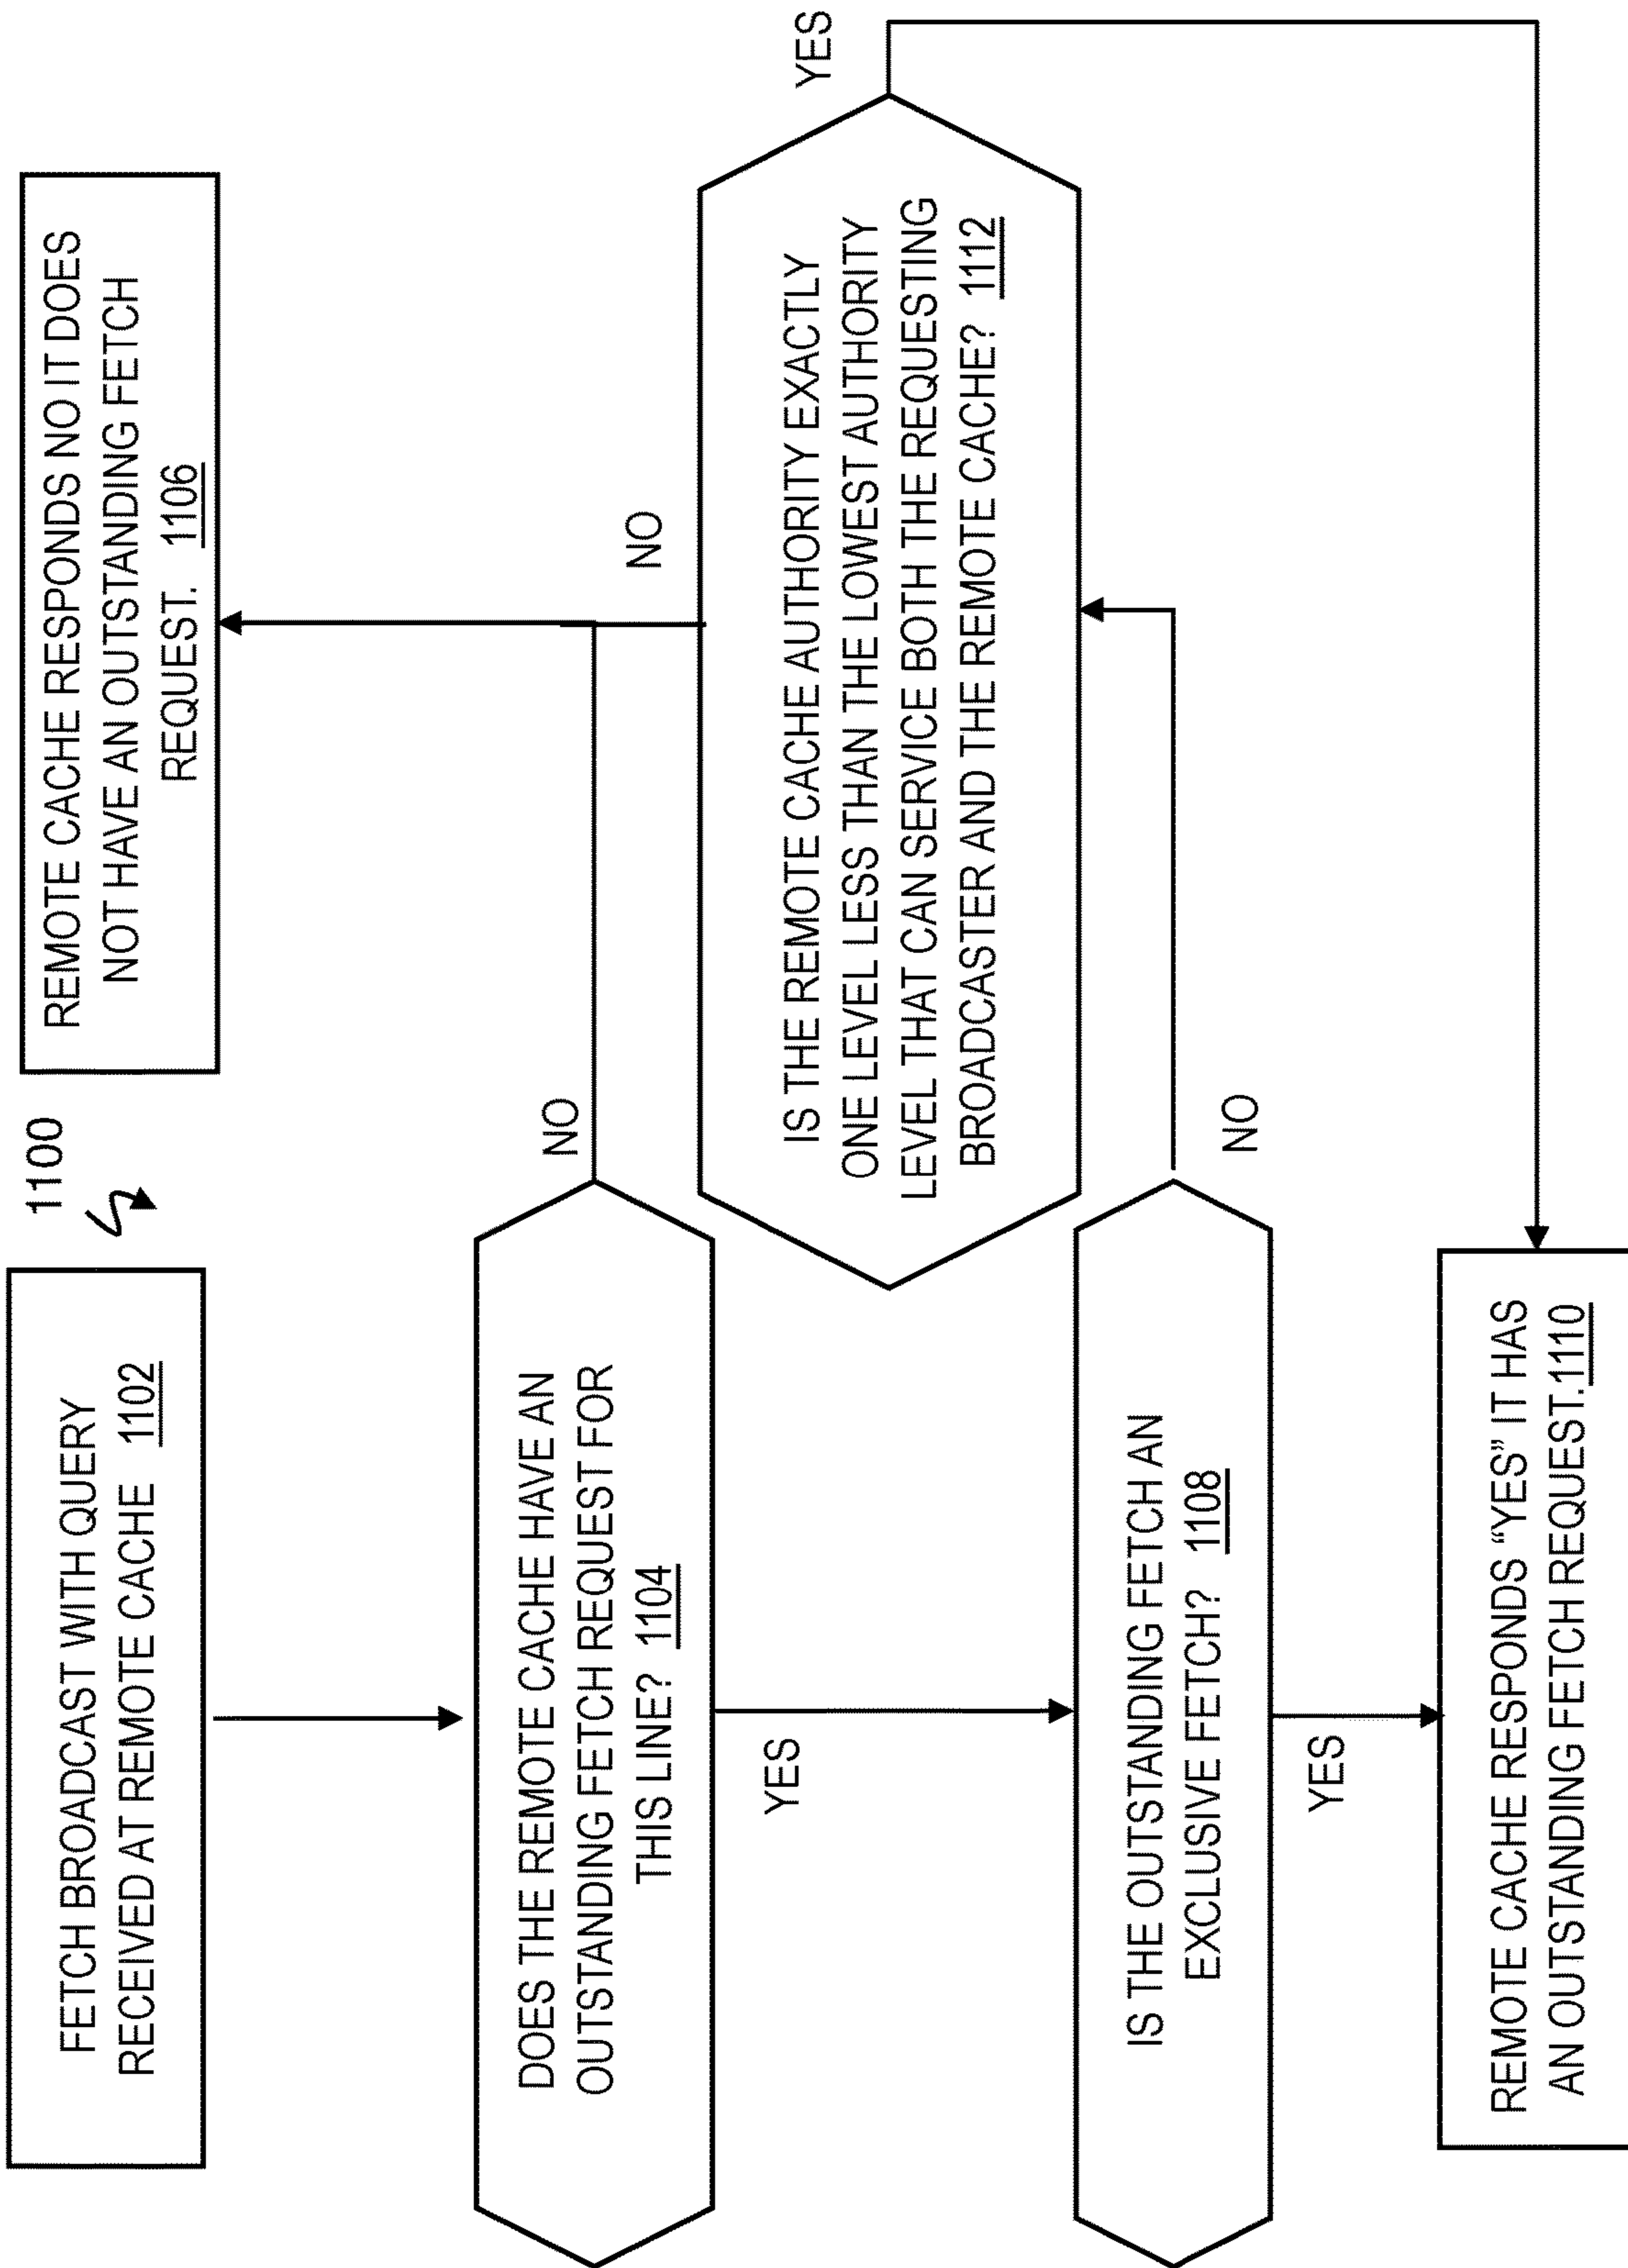 1100
FETCH BROADCAST WITH QUERY
RECEIVED AT REMOTE CACHE 1102
REMOTE CACHE RESPONDS NO IT DOES
NOT HAVE AN OUTSTANDING FETCH
REQUEST. 1106
DOES THE REMOTE CACHE HAVE AN
OUTSTANDING FETCH REQUEST FOR
THIS LINE? 1104
NO
NO
YES
IS THE REMOTE CACHE AUTHORITY EXACTLY
ONE LEVEL LESS THAN THE LOWEST AUTHORITY
LEVEL THAT CAN SERVICE BOTH THE REQUESTING
BROADCASTER AND THE REMOTE CACHE? 1112
YES
IS THE OUTSTANDING FETCH AN
EXCLUSIVE FETCH? 1108
NO
YES
REMOTE CACHE RESPONDS “YES” IT HAS
AN OUTSTANDING FETCH REQUEST.1110